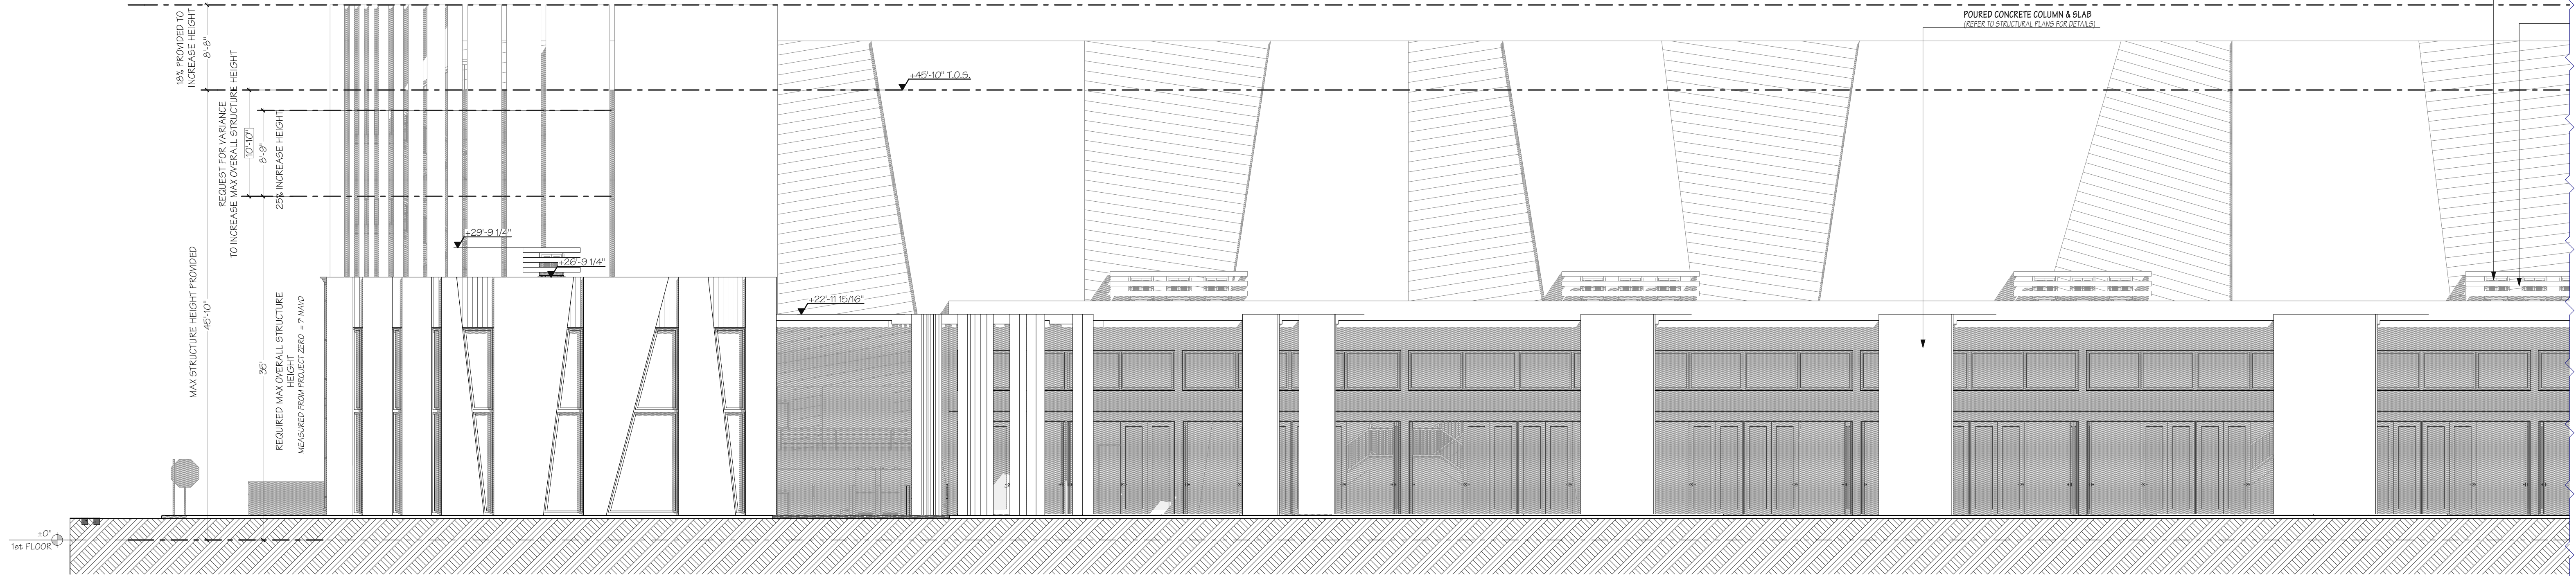 18% PROVIDED TO
INCREASE HEIGHT
8'-8"
REQUEST FOR VARIANCE
TO INCREASE MAX OVERALL STRUCTURE HEIGHT
10'-10"
8'-9"
25% INCREASE HEIGHT
MAX STRUCTURE HEIGHT PROVIDED
45'-10"
35'
REQUIRED MAX OVERALL STRUCTURE
HEIGHT
MEASURED FROM PROJECT ZERO = 7' NAVD
+29'-9 1/4"
+26'-9 1/4"
+22'-11 15/16"
+45'-10" T.O.S.
POURED CONCRETE COLUMN & SLAB
(REFER TO STRUCTURAL PLANS FOR DETAILS)
±0"
1st FLOOR